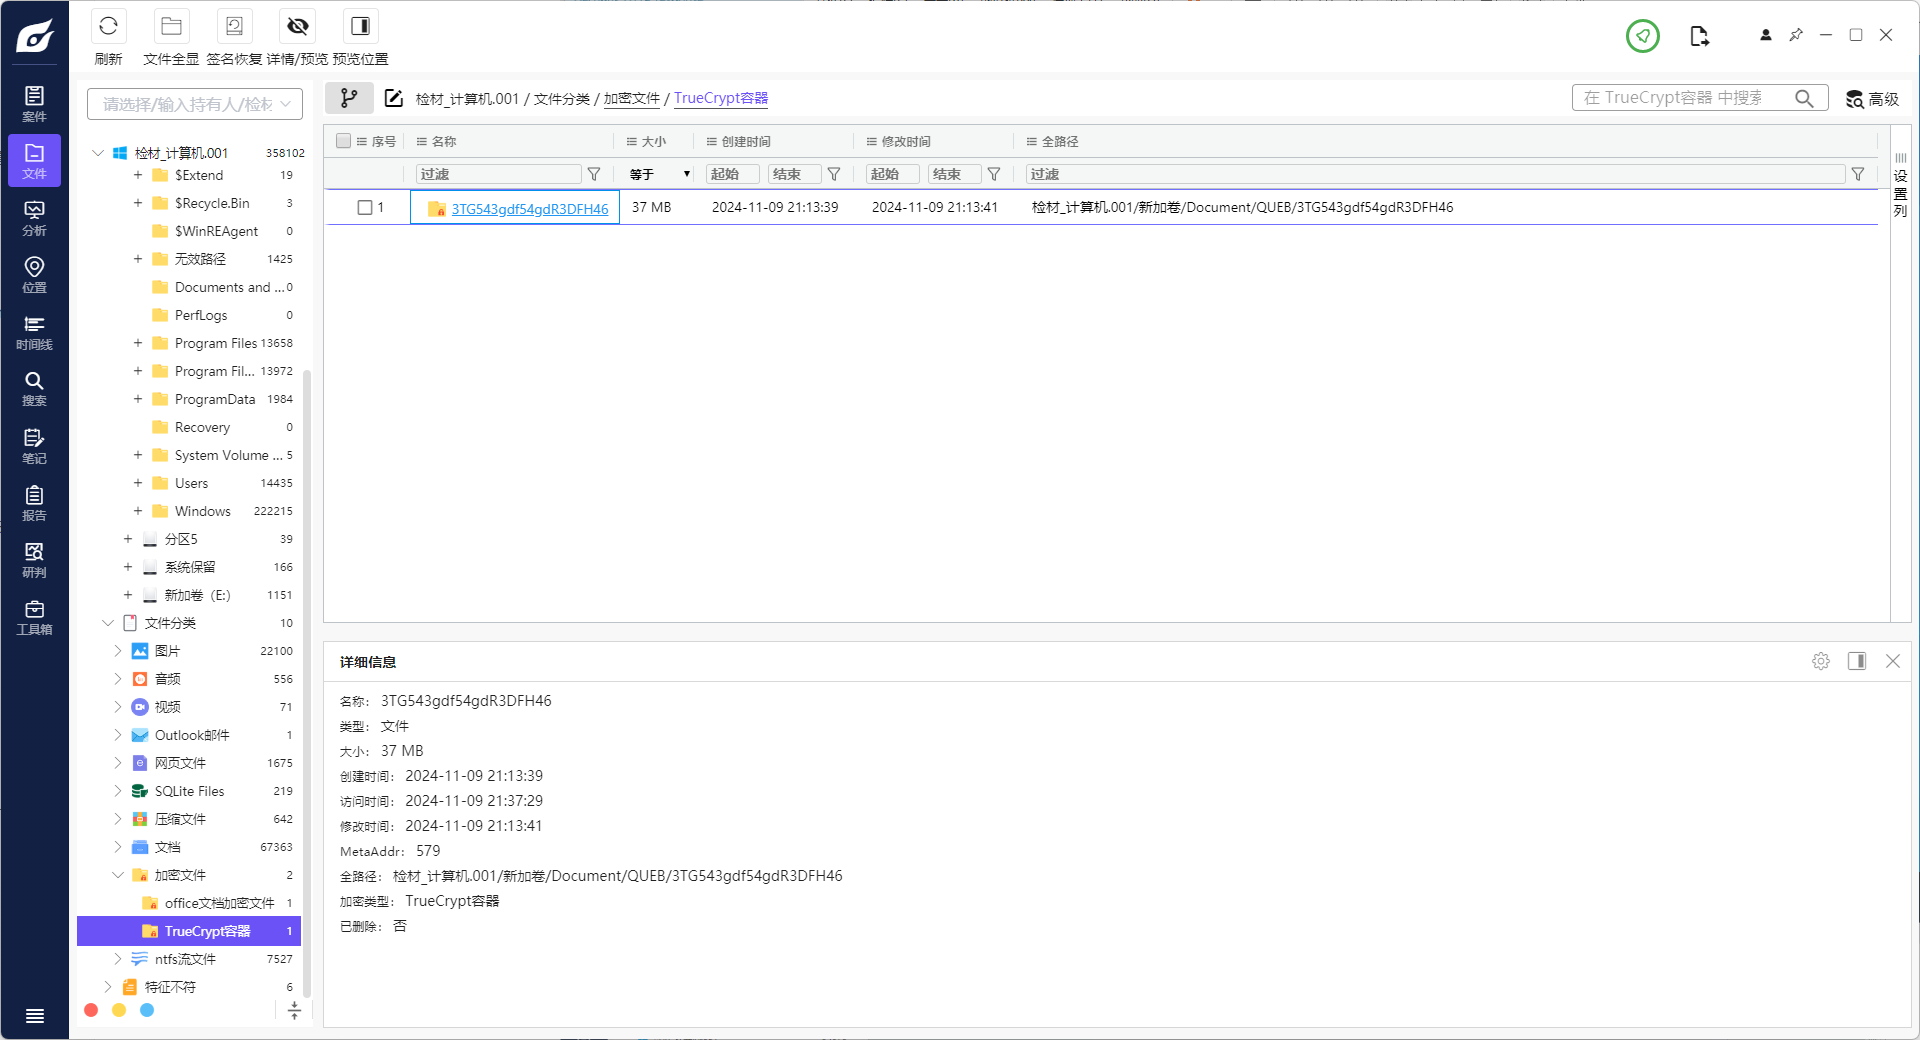 刷新
文件全显
签名恢复
详情/预览
预览位置
案件
文件
分析
位置
时间线
搜索
笔记
报告
研判
工具箱
请选择/输入持有人/检材
检材_计算机.001 358102
$Extend 19
$Recycle.Bin 3
$WinREAgent 0
无效路径 1425
Documents and ... 0
PerfLogs 0
Program Files 13658
Program Fil... 13972
ProgramData 1984
Recovery 0
System Volume ... 5
Users 14435
Windows 222215
分区5 39
系统保留 166
新加卷 (E:) 1151
文件分类 10
图片 22100
音频 556
视频 71
Outlook邮件 1
网页文件 1675
SQLite Files 219
压缩文件 642
文档 67363
加密文件 2
office文档加密文件 1
TrueCrypt容器 1
ntfs流文件 7527
特征不符 6
检材_计算机.001 / 文件分类 / 加密文件 / TrueCrypt容器
在 TrueCrypt容器 中搜索
高级
序号 名称 大小 创建时间 修改时间 全路径
过滤 等于 起始 结束 起始 结束 过滤
1 3TG543gdf54gdR3DFH46 37 MB 2024-11-09 21:13:39 2024-11-09 21:13:41 检材_计算机.001/新加卷/Document/QUEB/3TG543gdf54gdR3DFH46
设置列
详细信息
名称： 3TG543gdf54gdR3DFH46
类型： 文件
大小： 37 MB
创建时间： 2024-11-09 21:13:39
访问时间： 2024-11-09 21:37:29
修改时间： 2024-11-09 21:13:41
MetaAddr： 579
全路径： 检材_计算机.001/新加卷/Document/QUEB/3TG543gdf54gdR3DFH46
加密类型： TrueCrypt容器
已删除： 否